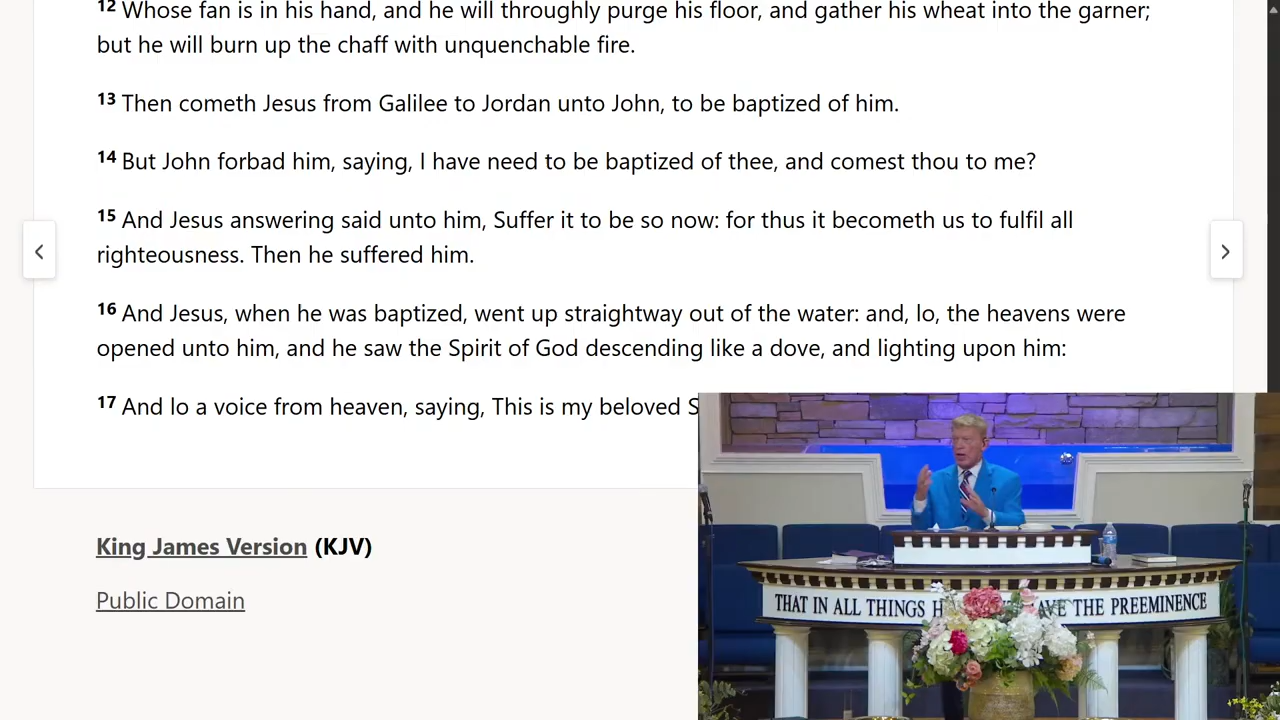 12 Whose fan is in his hand, and he will throughly purge his floor, and gather his wheat into the garner;
but he will burn up the chaff with unquenchable fire.
13 Then cometh Jesus from Galilee to Jordan unto John, to be baptized of him.
14 But John forbad him, saying, I have need to be baptized of thee, and comest thou to me?
15 And Jesus answering said unto him, Suffer it to be so now: for thus it becometh us to fulfil all
righteousness. Then he suffered him.
16 And Jesus, when he was baptized, went up straightway out of the water: and, lo, the heavens were
opened unto him, and he saw the Spirit of God descending like a dove, and lighting upon him:
17 And lo a voice from heaven, saying, This is my beloved S
King James Version (KJV)
Public Domain
THAT IN ALL THINGS H AVE THE PREEMINENCE